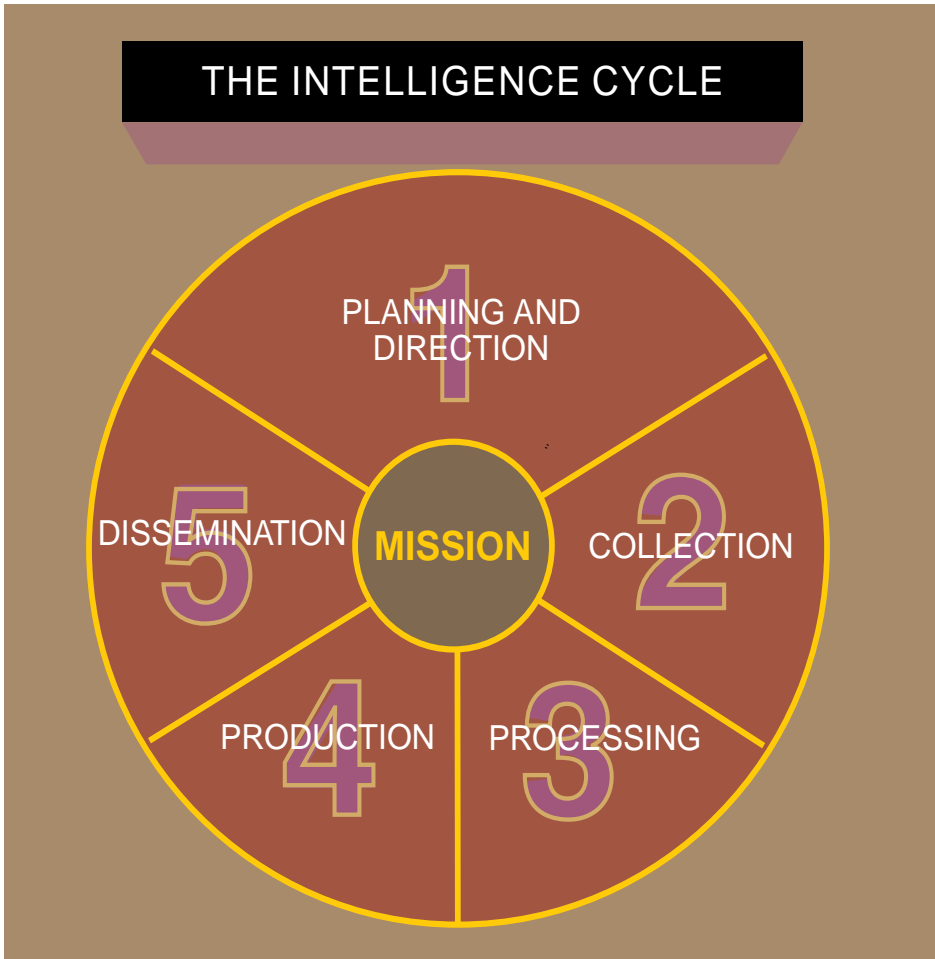 THE INTELLIGENCE CYCLE
1
PLANNING AND
DIRECTION
2
COLLECTION
3
PROCESSING
4
PRODUCTION
5
DISSEMINATION
MISSION